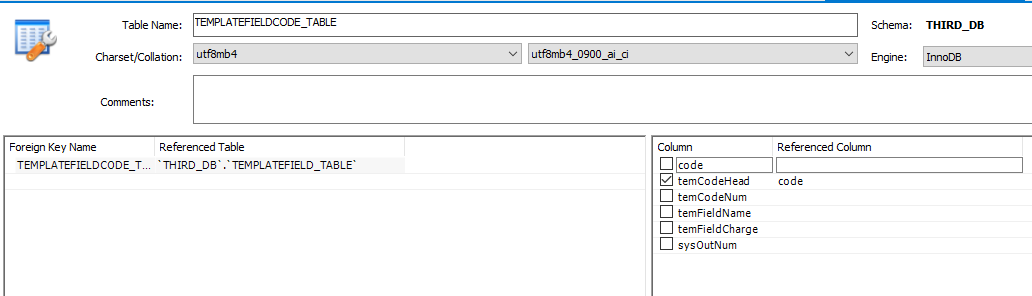 Table Name: TEMPLATEFIELDCODE_TABLE Schema: THIRD_DB
Charset/Collation: utf8mb4 utf8mb4_0900_ai_ci Engine: InnoDB
Comments:
Foreign Key Name Referenced Table
TEMPLATEFIELDCODE_T... `THIRD_DB`.`TEMPLATEFIELD_TABLE`
Column Referenced Column
code
temCodeHead code
temCodeNum
temFieldName
temFieldCharge
sysOutNum